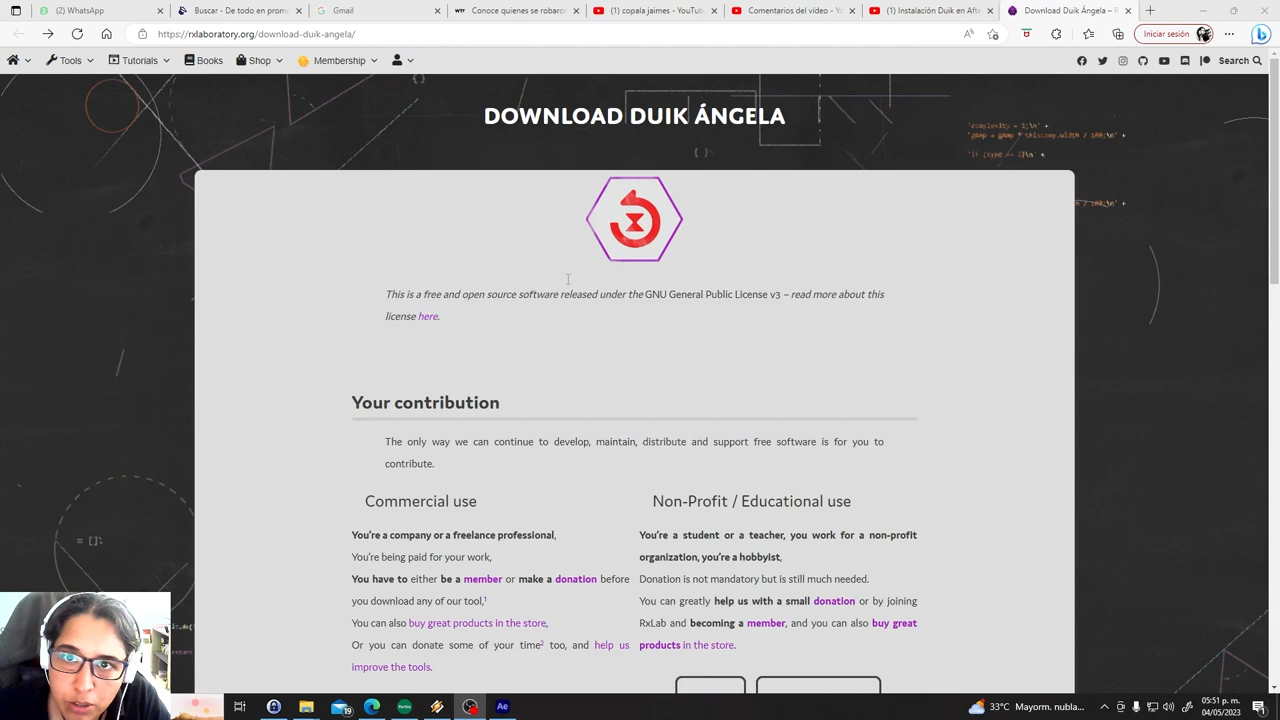 (2) WhatsApp
Buscar - De todo en promo
Gmail
Conoce quienes se robaro
(1) copala jaimes - YouTub
Comentarios del vídeo - Yo
(1) Instalación Duik en Afte
Download Duik Ángela – R
https://rxlaboratory.org/download-duik-angela/
Iniciar sesión
Tools
Tutorials
Books
Shop
Membership
Search
DOWNLOAD DUIK ÁNGELA
This is a free and open source software released under the GNU General Public License v3 – read more about this
license here.
Your contribution
The only way we can continue to develop, maintain, distribute and support free software is for you to
contribute.
Commercial use
You're a company or a freelance professional,
You're being paid for your work,
You have to either be a member or make a donation before
you download any of our tool,1
You can also buy great products in the store,
Or you can donate some of your time2 too, and help us
improve the tools.
Non-Profit / Educational use
You're a student or a teacher, you work for a non-profit
organization, you're a hobbyist,
Donation is not mandatory but is still much needed.
You can greatly help us with a small donation or by joining
RxLab and becoming a member, and you can also buy great
products in the store.
19
Ae
33°C Mayorm. nubla...
05:51 p. m.
04/05/2023